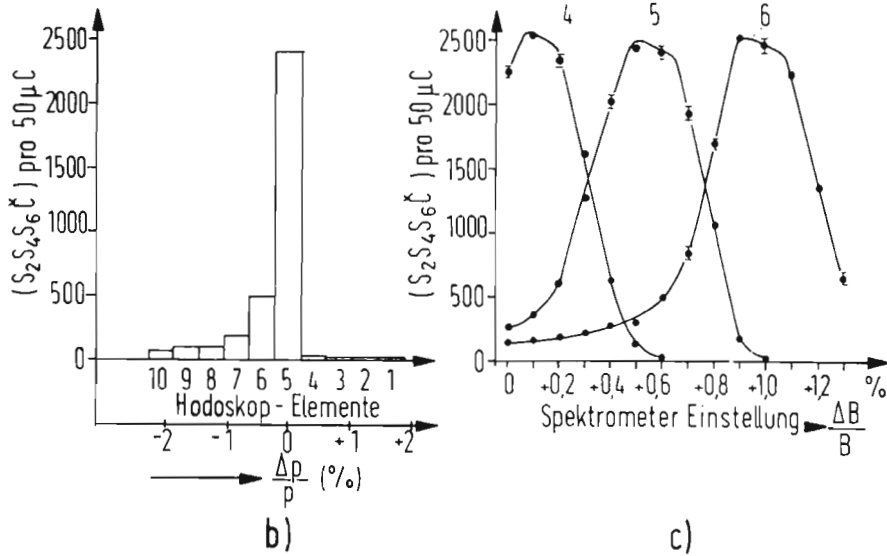 2500
2000
1500
1000
500
0
(S₂S₄S₆Č) pro 50μC
10 9 8 7 6 5 4 3 2 1
Hodoskop - Elemente
-2 -1 0 +1 +2
Δp/p (%)
b)
4 5 6
2500
2000
1500
1000
500
0
(S₂S₄S₆Č) pro 50μC
0 +0,2 +0,4 +0,6 +0,8 +1,0 +1,2 %
Spektrometer Einstellung ΔB/B
c)